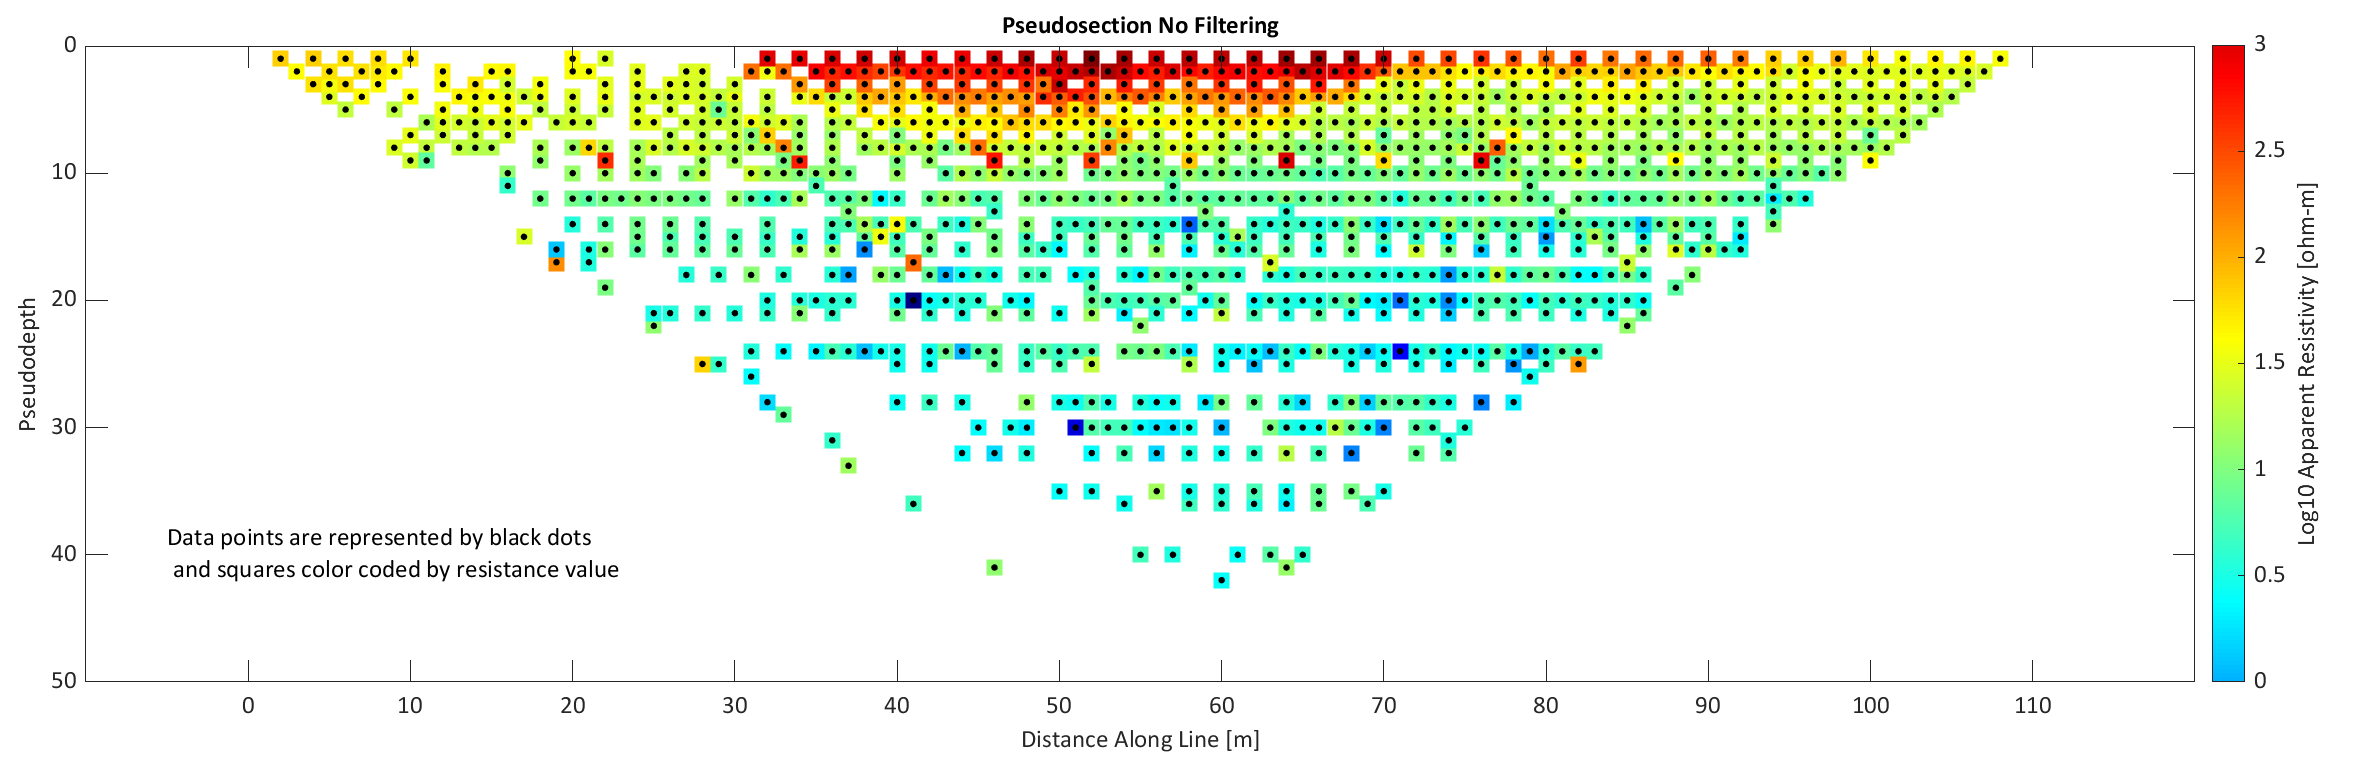 Pseudosection No Filtering
0
10
20
30
40
50
Pseudodepth
Data points are represented by black dots
and squares color coded by resistance value
0 10 20 30 40 50 60 70 80 90 100 110
Distance Along Line [m]
3
2.5
2
1.5
1
0.5
0
Log10 Apparent Resistivity [ohm-m]